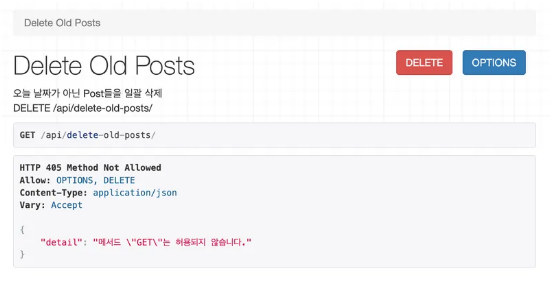 Delete Old Posts
Delete Old Posts
DELETE
OPTIONS
오늘 날짜가 아닌 Post들을 일괄 삭제
DELETE /api/delete-old-posts/
GET /api/delete-old-posts/
HTTP 405 Method Not Allowed
Allow: OPTIONS, DELETE
Content-Type: application/json
Vary: Accept
{
"detail": "메서드 \"GET\"는 허용되지 않습니다."
}